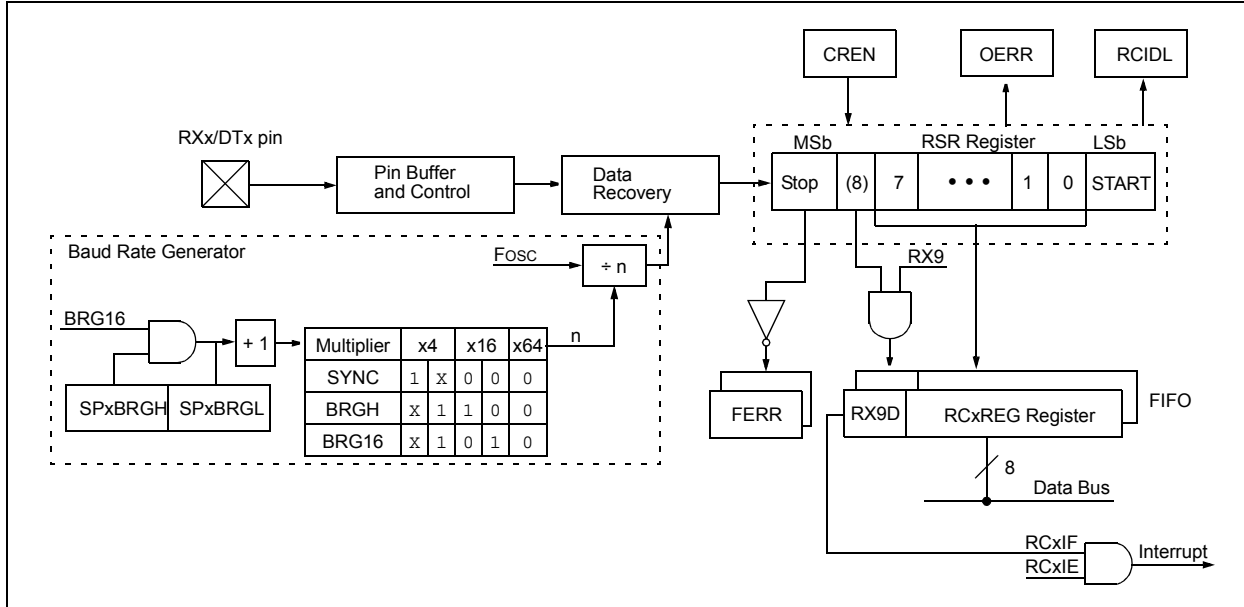 CREN OERR RCIDL
RXx/DTx pin
MSb RSR Register LSb
Pin Buffer
and Control
Data
Recovery
Stop (8) 7 • • • 1 0 START
Baud Rate Generator
FOSC
÷ n
RX9
BRG16
+ 1
n
Multiplier x4 x16 x64
SYNC 1 X 0 0 0
BRGH X 1 1 0 0
BRG16 X 1 0 1 0
SPxBRGH SPxBRGL
FERR
RX9D RCxREG Register
FIFO
8
Data Bus
RCxIF
RCxIE
Interrupt